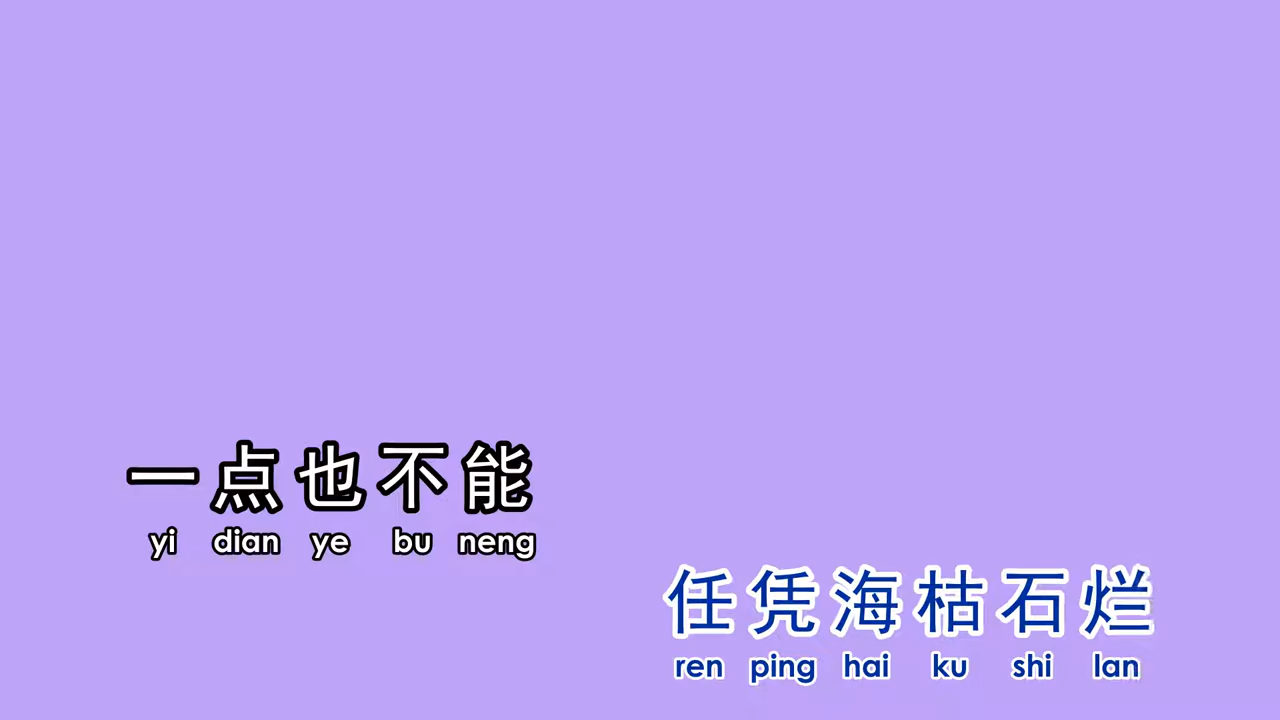 一点也不能
yi dian ye bu neng
任凭海枯石烂
ren ping hai ku shi lan